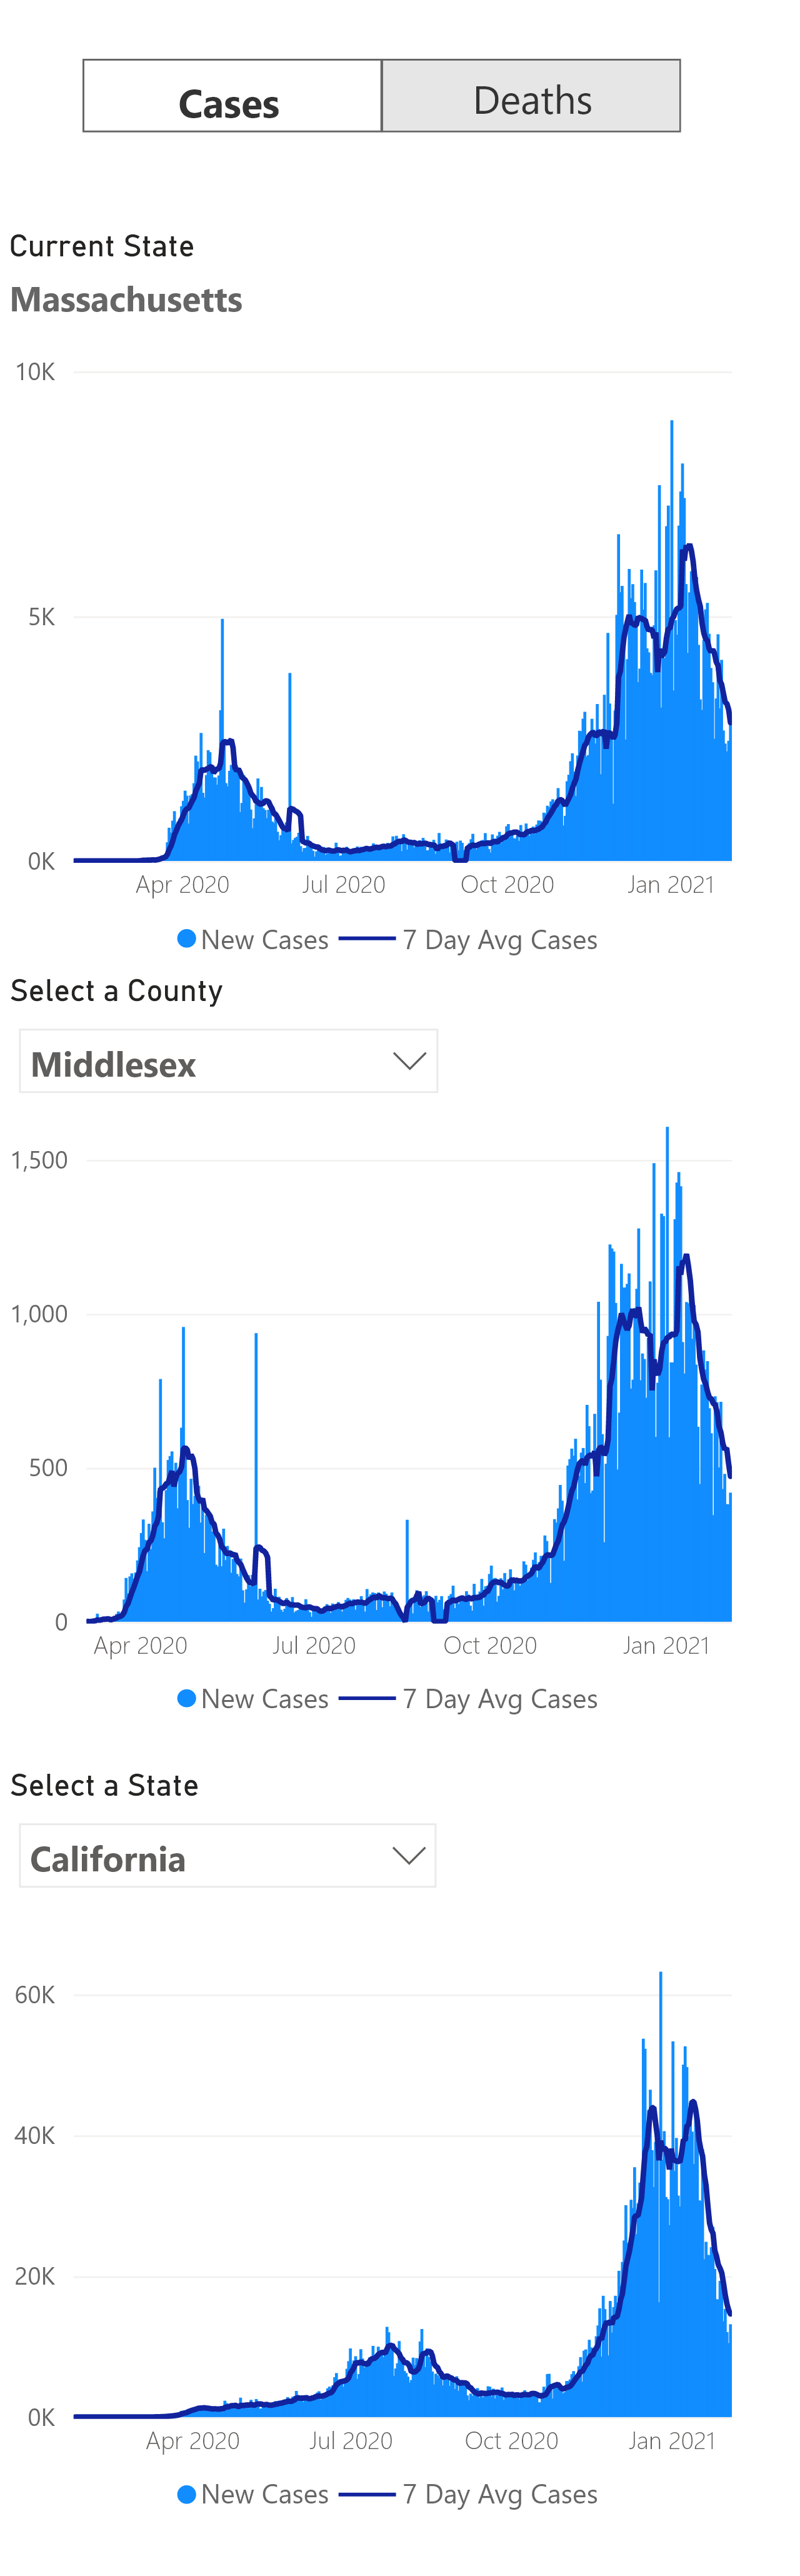 Cases Deaths
Current State
Massachusetts
10K
5K
0K
Apr 2020 Jul 2020 Oct 2020 Jan 2021
New Cases 7 Day Avg Cases
Select a County
Middlesex
1,500
1,000
500
0
Apr 2020 Jul 2020 Oct 2020 Jan 2021
New Cases 7 Day Avg Cases
Select a State
California
60K
40K
20K
0K
Apr 2020 Jul 2020 Oct 2020 Jan 2021
New Cases 7 Day Avg Cases